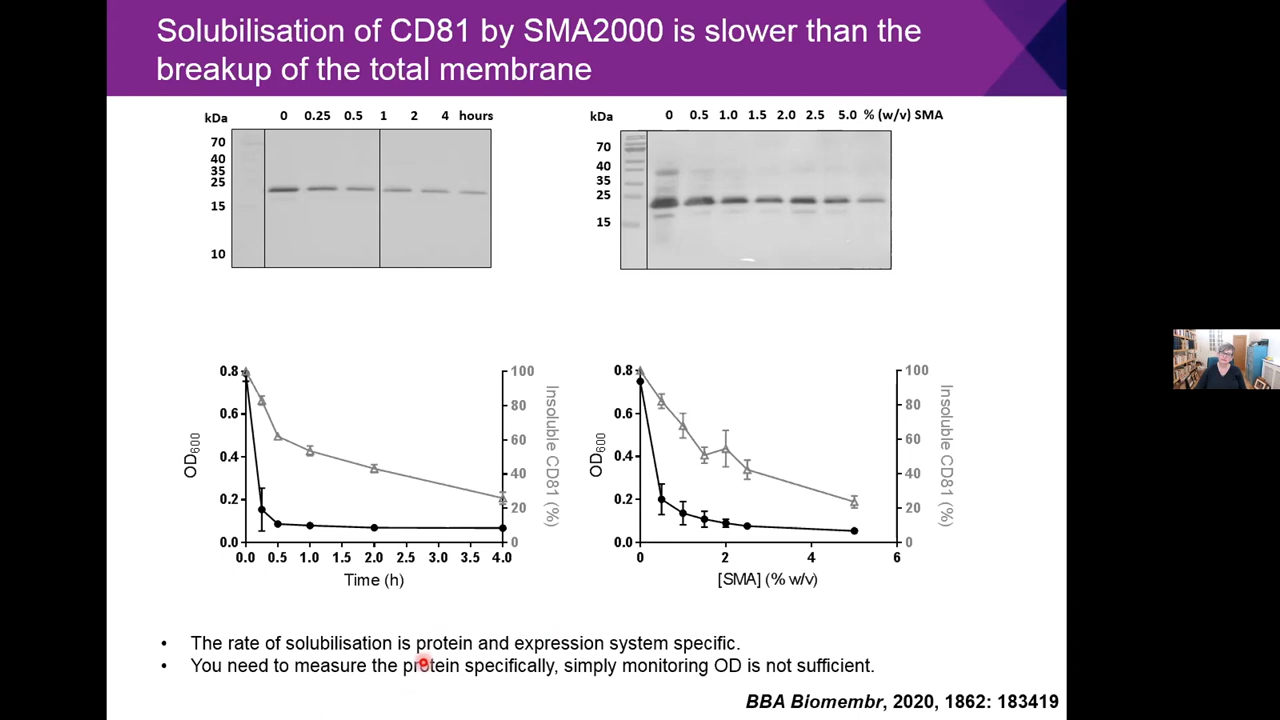 Solubilisation of CD81 by SMA2000 is slower than the
breakup of the total membrane
kDa 0 0.25 0.5 1 2 4 hours
70
40
35
25
15
10
kDa 0 0.5 1.0 1.5 2.0 2.5 5.0 % (w/v) SMA
70
40
35
25
15
0.8
0.6
0.4
0.2
0.0
OD600
100
80
60
40
20
0
Insoluble CD81 (%)
0.0 0.5 1.0 1.5 2.0 2.5 3.0 3.5 4.0
Time (h)
0.8
0.6
0.4
0.2
0.0
OD600
100
80
60
40
20
0
Insoluble CD81 (%)
0 2 4 6
[SMA] (% w/v)
• The rate of solubilisation is protein and expression system specific.
• You need to measure the protein specifically, simply monitoring OD is not sufficient.
BBA Biomembr, 2020, 1862: 183419